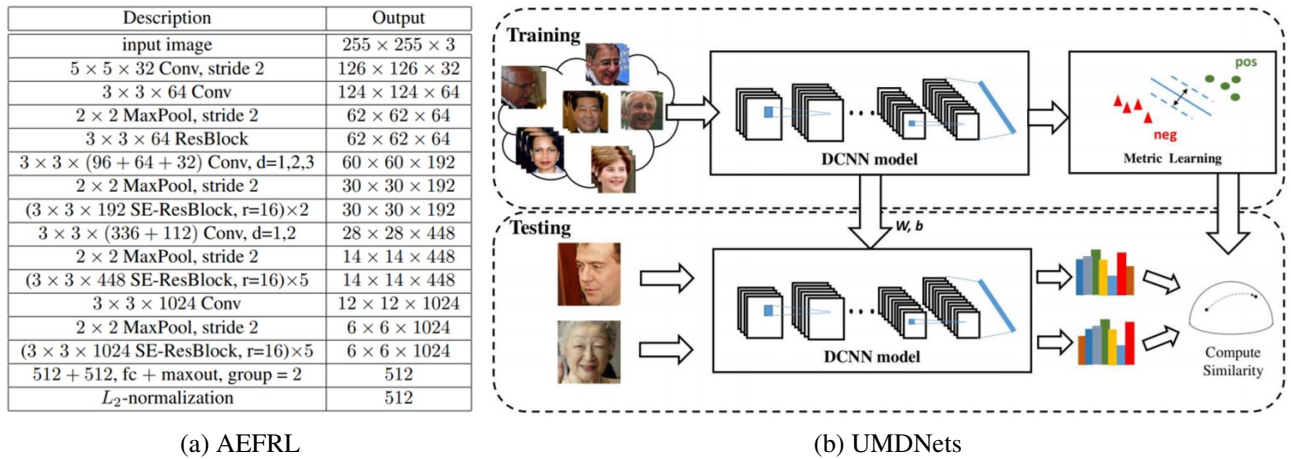 Description Output
input image 255 × 255 × 3
5 × 5 × 32 Conv, stride 2 126 × 126 × 32
3 × 3 × 64 Conv 124 × 124 × 64
2 × 2 MaxPool, stride 2 62 × 62 × 64
3 × 3 × 64 ResBlock 62 × 62 × 64
3 × 3 × (96 + 64 + 32) Conv, d=1,2,3 60 × 60 × 192
2 × 2 MaxPool, stride 2 30 × 30 × 192
(3 × 3 × 192 SE-ResBlock, r=16)×2 30 × 30 × 192
3 × 3 × (336 + 112) Conv, d=1,2 28 × 28 × 448
2 × 2 MaxPool, stride 2 14 × 14 × 448
(3 × 3 × 448 SE-ResBlock, r=16)×5 14 × 14 × 448
3 × 3 × 1024 Conv 12 × 12 × 1024
2 × 2 MaxPool, stride 2 6 × 6 × 1024
(3 × 3 × 1024 SE-ResBlock, r=16)×5 6 × 6 × 1024
512 + 512, fc + maxout, group = 2 512
L₂-normalization 512
(a) AEFRL
Training
DCNN model
pos
neg
Metric Learning
W, b
Testing
DCNN model
Compute
Similarity
(b) UMDNets